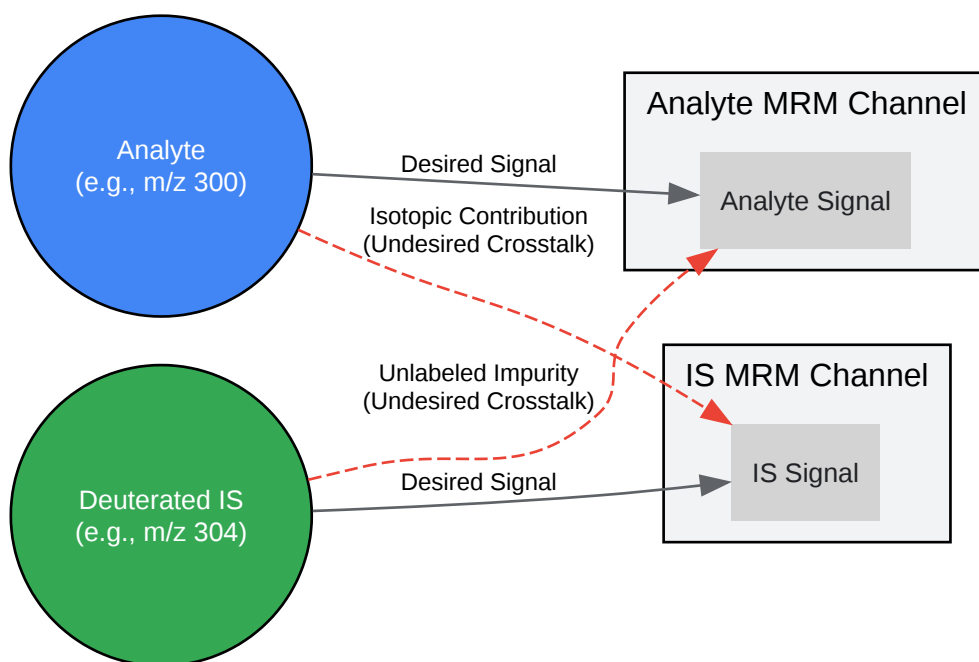 Analyte
(e.g., m/z 300)
Desired Signal
Isotopic Contribution
(Undesired Crosstalk)
Analyte MRM Channel
Analyte Signal
Unlabeled Impurity
(Undesired Crosstalk)
Desired Signal
Deuterated IS
(e.g., m/z 304)
IS MRM Channel
IS Signal